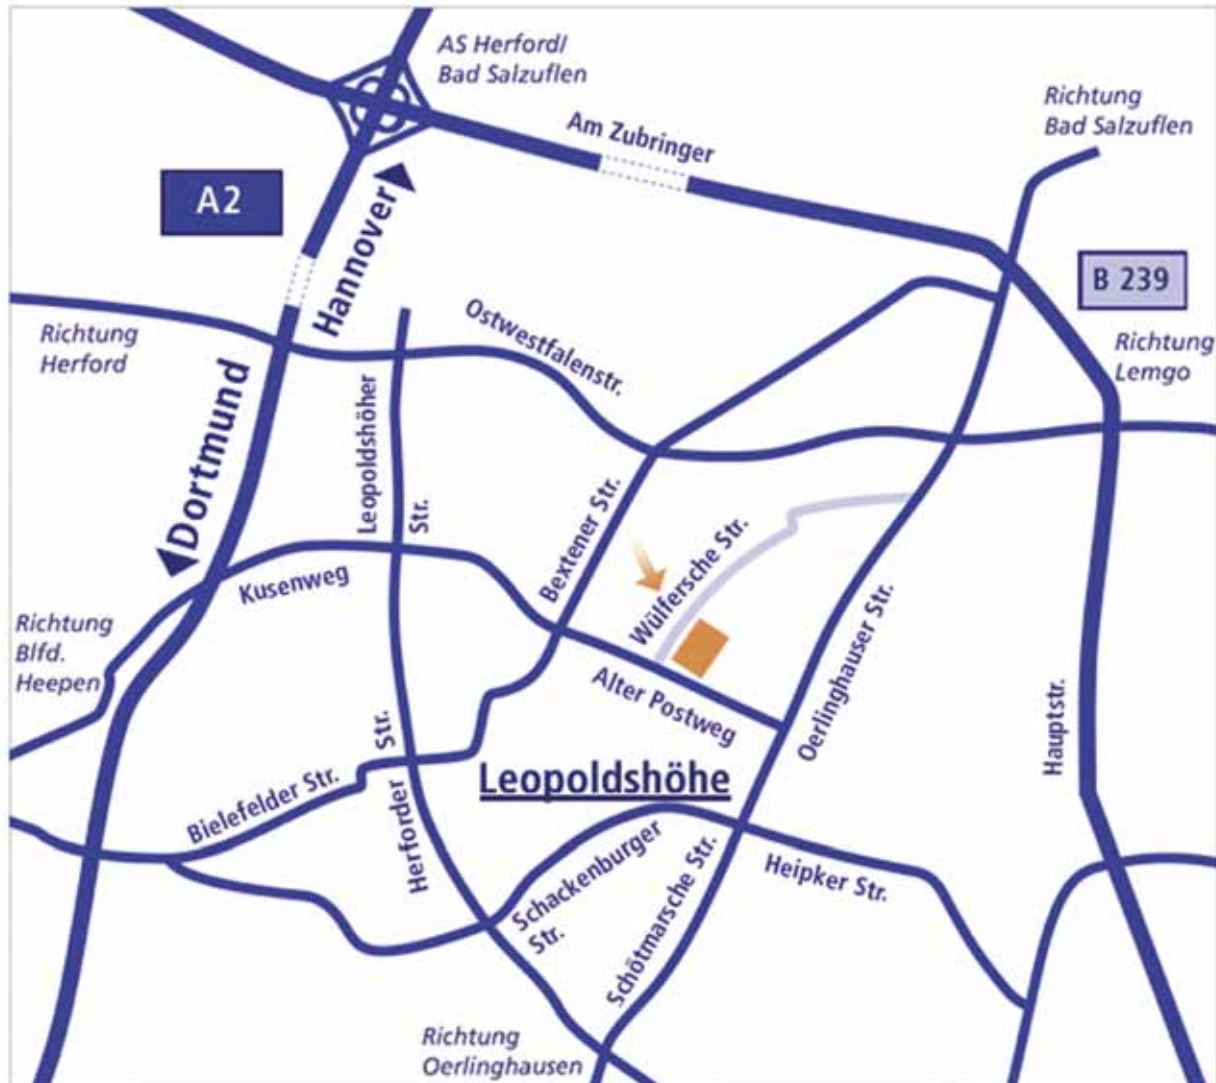 AS Herford/
Bad Salzuflen
Richtung
Bad Salzuflen
Am Zubringer
A2
Hannover
B 239
Richtung
Herford
Ostwestfalenstr.
Richtung
Lemgo
Dortmund
Leopoldshöher
Str.
Bextener Str.
Wülfersche Str.
Kusenweg
Richtung
Blfd.
Heepen
Oerlinghauser Str.
Alter Postweg
Hauptstr.
Herforder
Str.
Leopoldshöhe
Bielefelder Str.
Schackenburger
Str.
Heipker Str.
Schötmarsche Str.
Richtung
Oerlinghausen